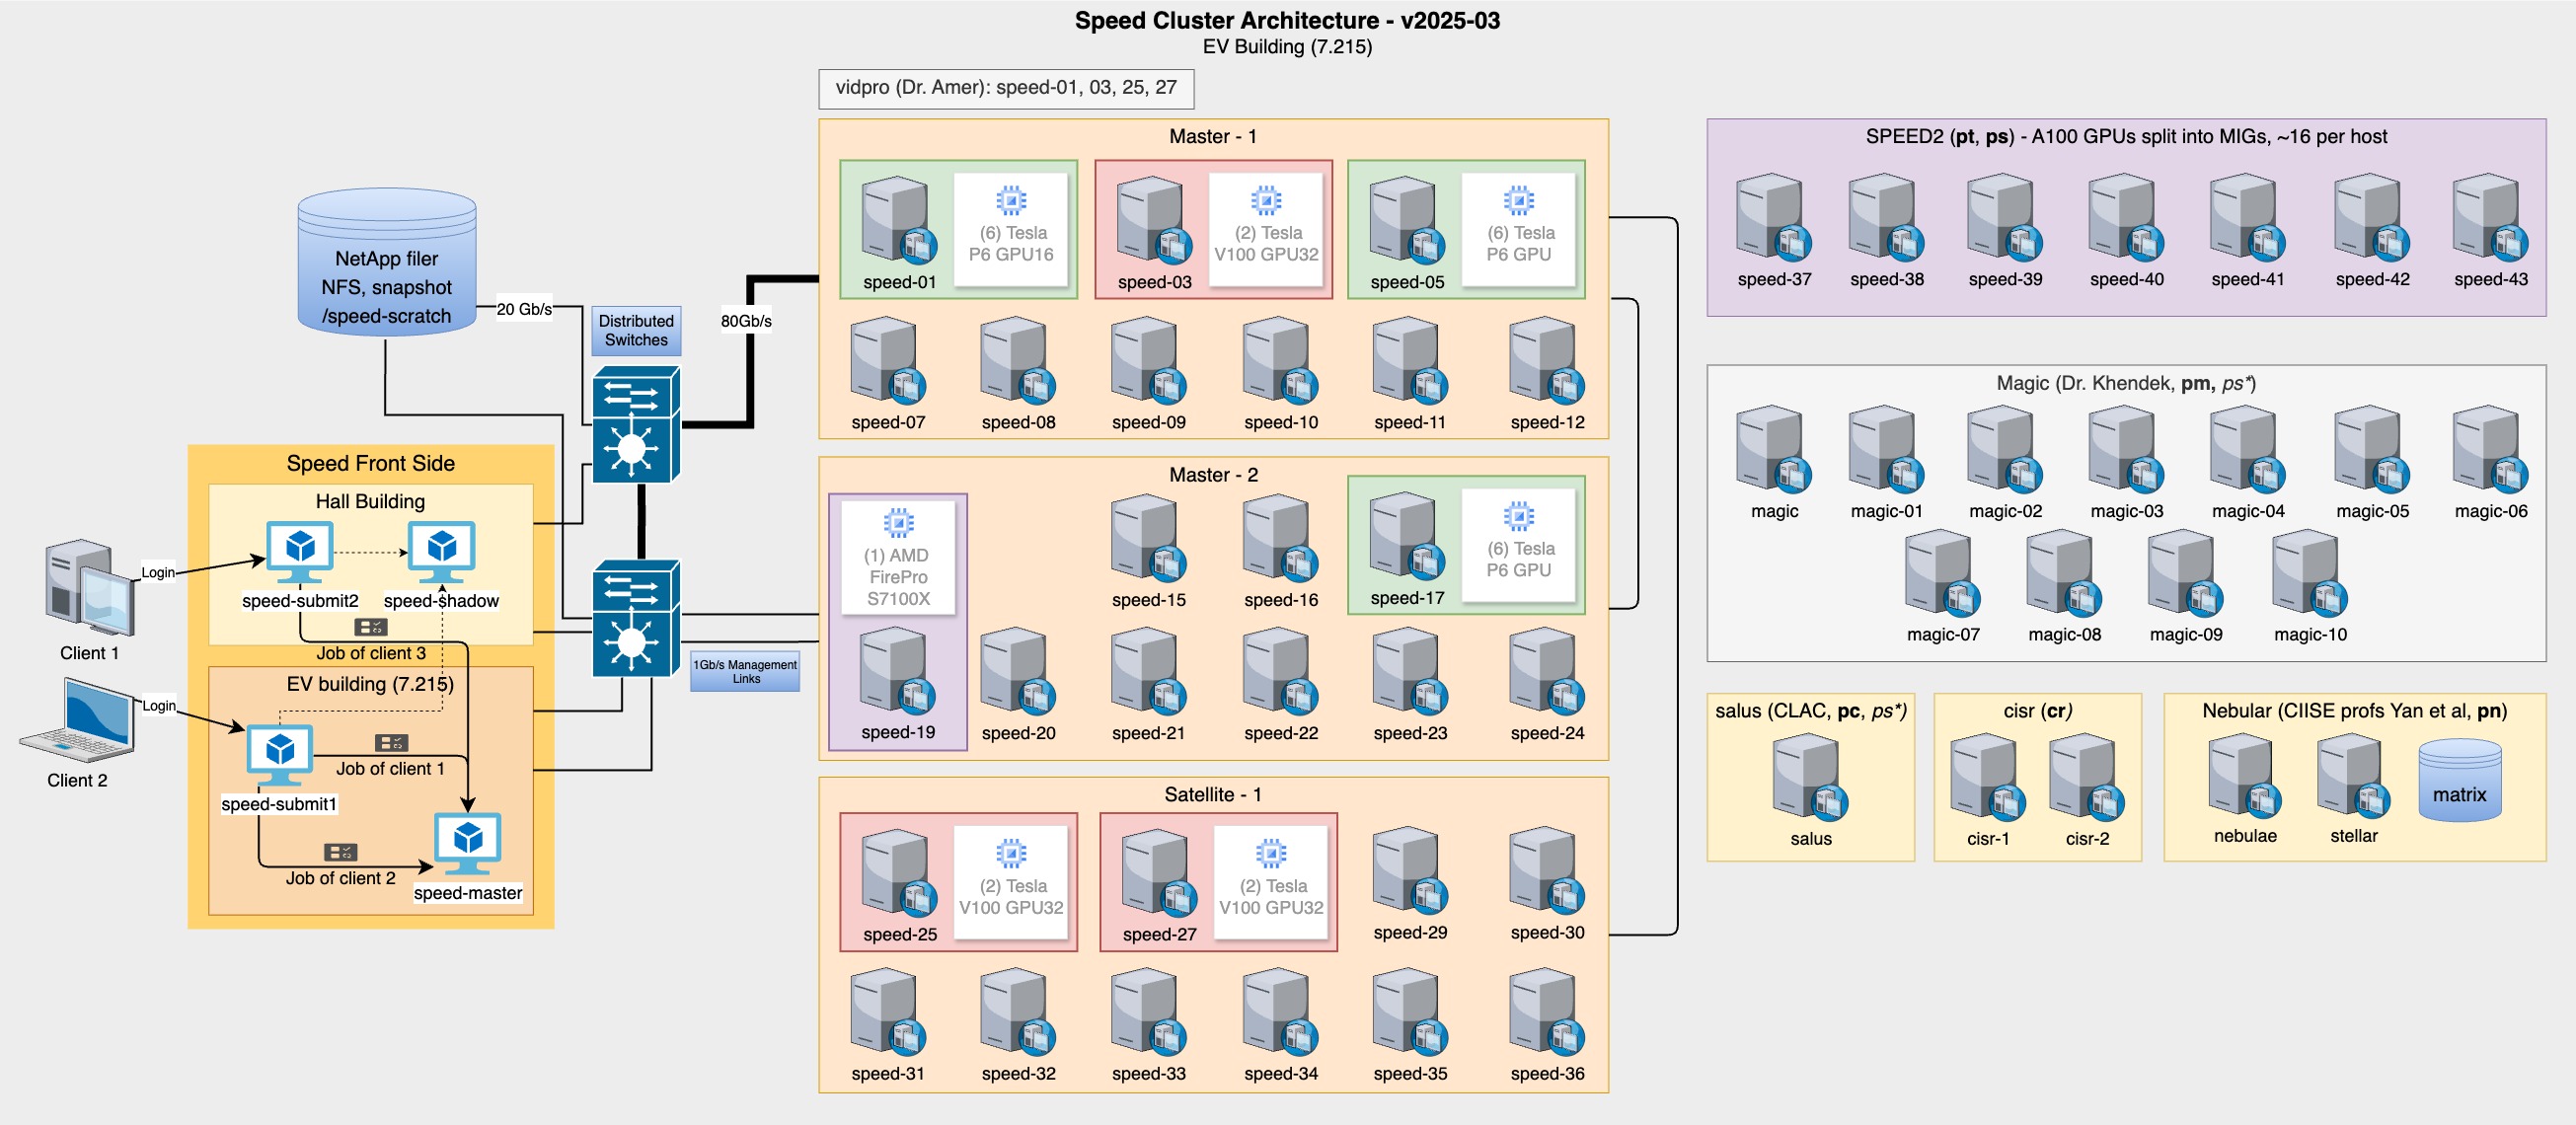 Speed Cluster Architecture - v2025-03
EV Building (7.215)
vidpro (Dr. Amer): speed-01, 03, 25, 27
NetApp filer
NFS, snapshot
/speed-scratch
20 Gb/s
Distributed
Switches
80Gb/s
1Gb/s Management
Links
Speed Front Side
Hall Building
speed-submit2
speed-shadow
Job of client 3
EV building (7.215)
speed-submit1
Job of client 1
Job of client 2
speed-master
Login
Client 1
Login
Client 2
Master - 1
speed-01
(6) Tesla
P6 GPU16
speed-03
(2) Tesla
V100 GPU32
speed-05
(6) Tesla
P6 GPU
speed-07
speed-08
speed-09
speed-10
speed-11
speed-12
Master - 2
(1) AMD
FirePro
S7100X
speed-15
speed-16
speed-17
(6) Tesla
P6 GPU
speed-19
speed-20
speed-21
speed-22
speed-23
speed-24
Satellite - 1
speed-25
(2) Tesla
V100 GPU32
speed-27
(2) Tesla
V100 GPU32
speed-29
speed-30
speed-31
speed-32
speed-33
speed-34
speed-35
speed-36
SPEED2 (pt, ps) - A100 GPUs split into MIGs, ~16 per host
speed-37
speed-38
speed-39
speed-40
speed-41
speed-42
speed-43
Magic (Dr. Khendek, pm, ps*)
magic
magic-01
magic-02
magic-03
magic-04
magic-05
magic-06
magic-07
magic-08
magic-09
magic-10
salus (CLAC, pc, ps*)
salus
cisr (cr)
cisr-1
cisr-2
Nebular (CIISE profs Yan et al, pn)
nebulae
stellar
matrix